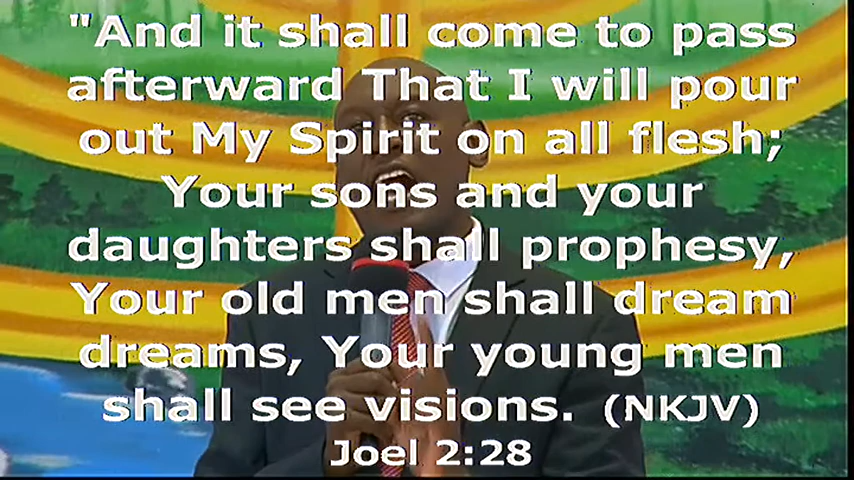 "And it shall come to pass
afterward That I will pour
out My Spirit on all flesh;
Your sons and your
daughters shall prophesy,
Your old men shall dream
dreams, Your young men
shall see visions. (NKJV)
Joel 2:28